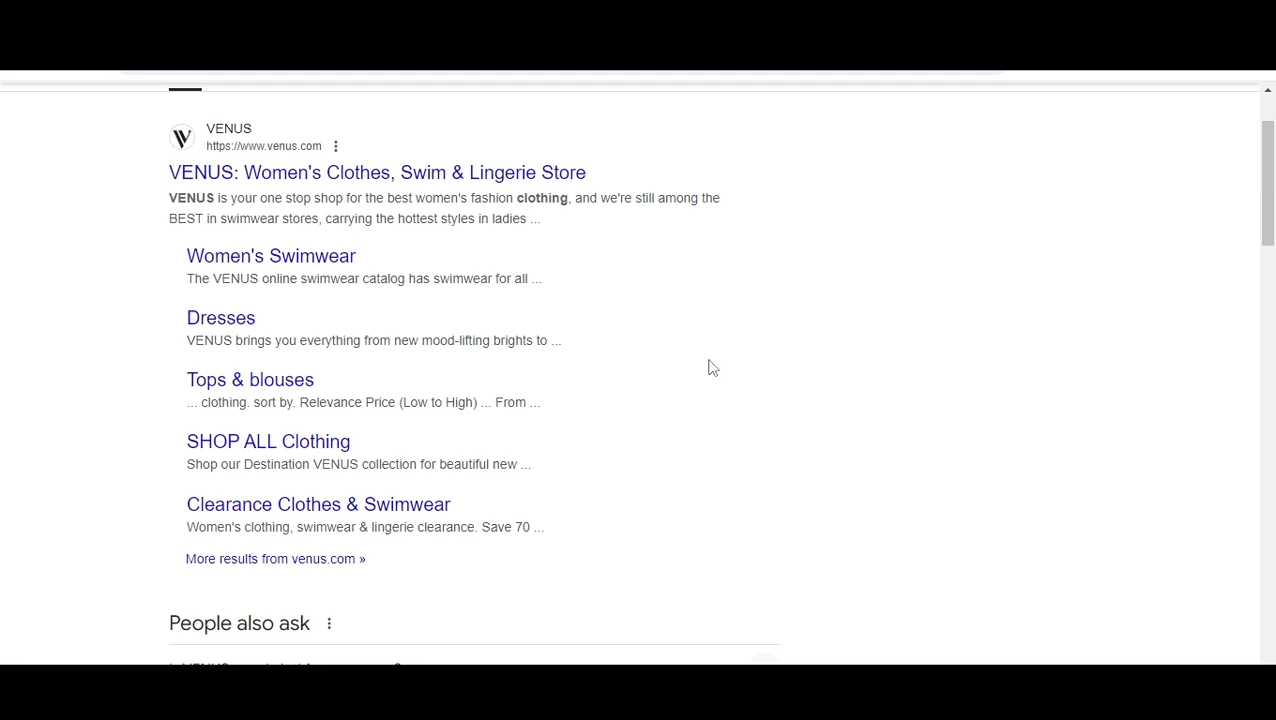 VENUS
https://www.venus.com
VENUS: Women's Clothes, Swim & Lingerie Store
VENUS is your one stop shop for the best women's fashion clothing, and we're still among the
BEST in swimwear stores, carrying the hottest styles in ladies ...
Women's Swimwear
The VENUS online swimwear catalog has swimwear for all ...
Dresses
VENUS brings you everything from new mood-lifting brights to ...
Tops & blouses
... clothing. sort by. Relevance Price (Low to High) ... From ...
SHOP ALL Clothing
Shop our Destination VENUS collection for beautiful new ...
Clearance Clothes & Swimwear
Women's clothing, swimwear & lingerie clearance. Save 70 ...
More results from venus.com »
People also ask